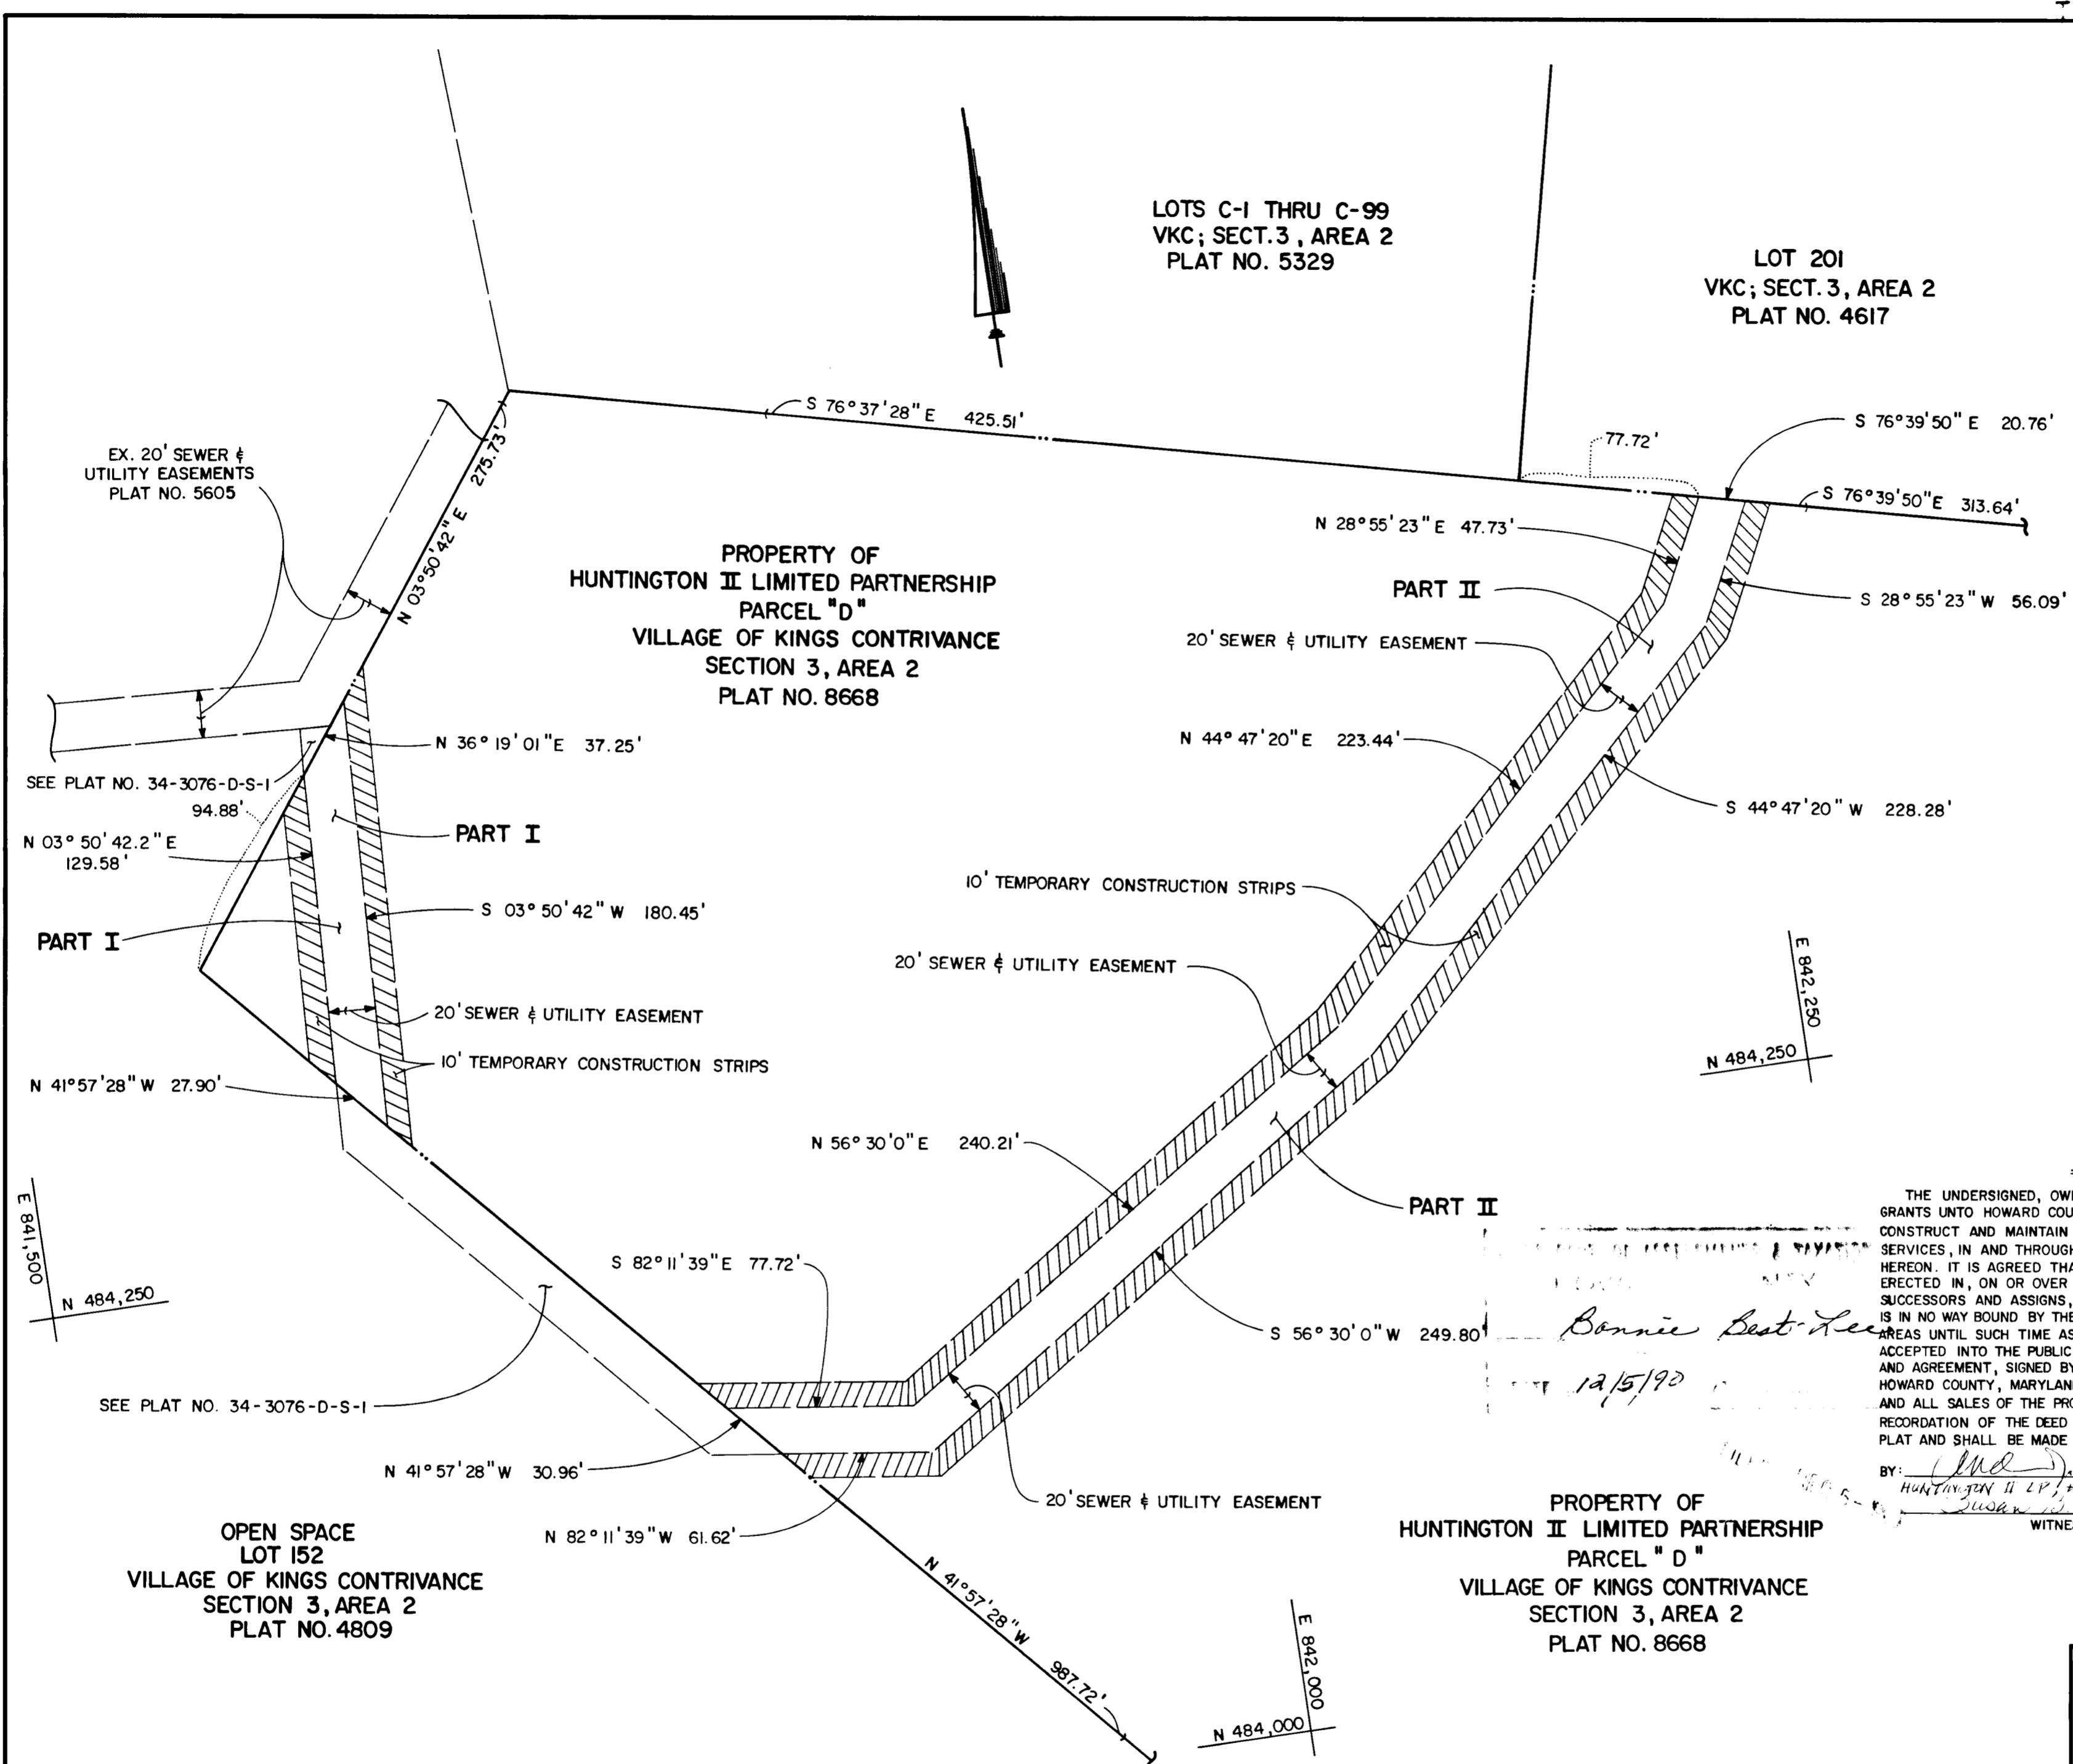 LOTS C-1 THRU C-99
VKC; SECT. 3, AREA 2
PLAT NO. 5329
LOT 201
VKC; SECT. 3, AREA 2
PLAT NO. 4617
S 76°37'28" E 425.51'
S 76°39'50" E 20.76'
77.72'
S 76°39'50" E 313.64'
EX. 20' SEWER &
UTILITY EASEMENTS
PLAT NO. 5605
N 03°50'42" E 275.73'
PROPERTY OF
HUNTINGTON II LIMITED PARTNERSHIP
PARCEL "D"
VILLAGE OF KINGS CONTRIVANCE
SECTION 3, AREA 2
PLAT NO. 8668
N 28°55'23" E 47.73'
PART II
S 28°55'23" W 56.09'
20' SEWER & UTILITY EASEMENT
N 44°47'20" E 223.44'
N 36°19'01" E 37.25'
SEE PLAT NO. 34-3076-D-S-1
94.88'
S 44°47'20" W 228.28'
PART I
N 03°50'42.2" E
129.58'
10' TEMPORARY CONSTRUCTION STRIPS
S 03°50'42" W 180.45'
PART I
20' SEWER & UTILITY EASEMENT
E 842,250
N 484,250
20' SEWER & UTILITY EASEMENT
10' TEMPORARY CONSTRUCTION STRIPS
N 41°57'28" W 27.90'
N 56°30'0" E 240.21'
PART II
E 841,500
N 484,250
S 82°11'39" E 77.72'
S 56°30'0" W 249.80'
SEE PLAT NO. 34-3076-D-S-1
N 41°57'28" W 30.96'
20' SEWER & UTILITY EASEMENT
N 82°11'39" W 61.62'
OPEN SPACE
LOT 152
VILLAGE OF KINGS CONTRIVANCE
SECTION 3, AREA 2
PLAT NO. 4809
N 41°57'28" W 987.72'
E 842,000
N 484,000
PROPERTY OF
HUNTINGTON II LIMITED PARTNERSHIP
PARCEL "D"
VILLAGE OF KINGS CONTRIVANCE
SECTION 3, AREA 2
PLAT NO. 8668
Bonnie Best-Lee
12/5/90
THE UNDERSIGNED, OW
GRANTS UNTO HOWARD COU
CONSTRUCT AND MAINTAIN
SERVICES, IN AND THROUGH
HEREON. IT IS AGREED THA
ERECTED IN, ON OR OVER
SUCCESSORS AND ASSIGNS,
IS IN NO WAY BOUND BY THE
AREAS UNTIL SUCH TIME AS
ACCEPTED INTO THE PUBLIC
AND AGREEMENT, SIGNED BY
HOWARD COUNTY, MARYLAN
AND ALL SALES OF THE PRO
RECORDATION OF THE DEED
PLAT AND SHALL BE MADE
BY:
HUNTINGTON II LP,
Susan
WITNE